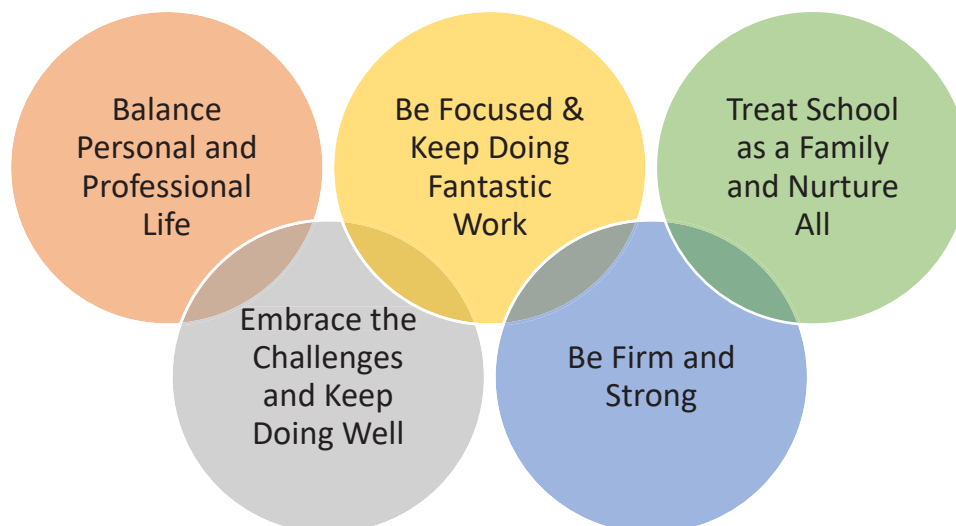 Balance
Personal and
Professional
Life
Be Focused &
Keep Doing
Fantastic
Work
Treat School
as a Family
and Nurture
All
Embrace the
Challenges
and Keep
Doing Well
Be Firm and
Strong